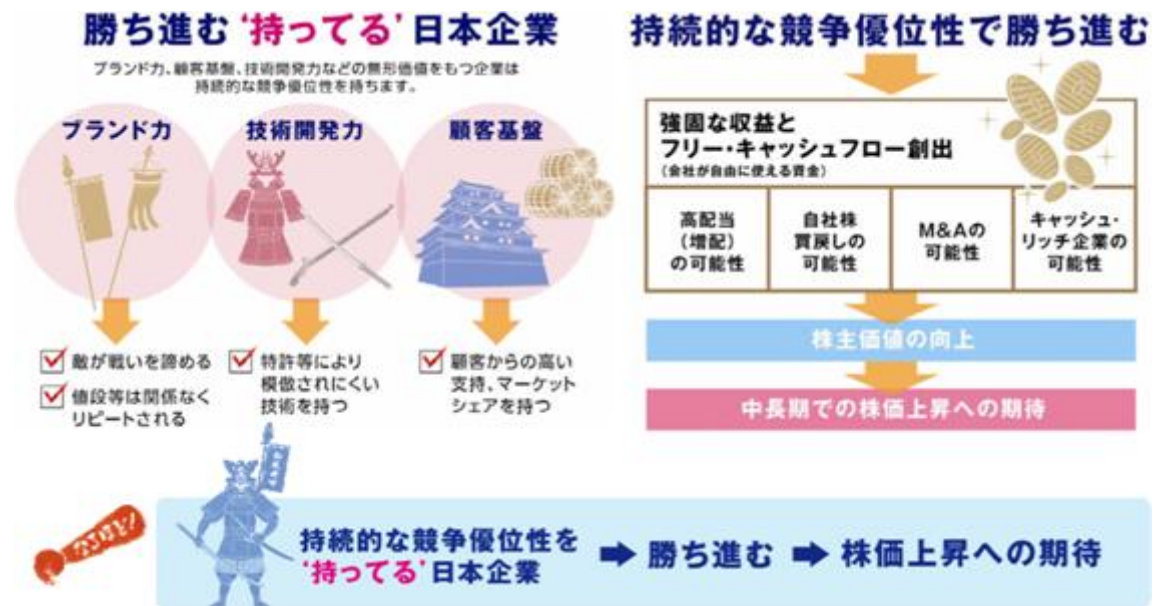 勝ち進む‘持ってる’日本企業
ブランド力、顧客基盤、技術開発力などの無形価値をもつ企業は
持続的な競争優位性を持ちます。
ブランド力
技術開発力
顧客基盤
敵が戦いを諦める
値段等は関係なく
リピートされる
特許等により
模倣されにくい
技術を持つ
顧客からの高い
支持、マーケット
シェアを持つ
持続的な競争優位性で勝ち進む
強固な収益と
フリー・キャッシュフロー創出
(会社が自由に使える資金)
高配当
(増配)
の可能性
自社株
買戻しの
可能性
M&Aの
可能性
キャッシュ・
リッチ企業の
可能性
株主価値の向上
中長期での株価上昇への期待
なるほど!
持続的な競争優位性を
‘持ってる’日本企業
勝ち進む
株価上昇への期待